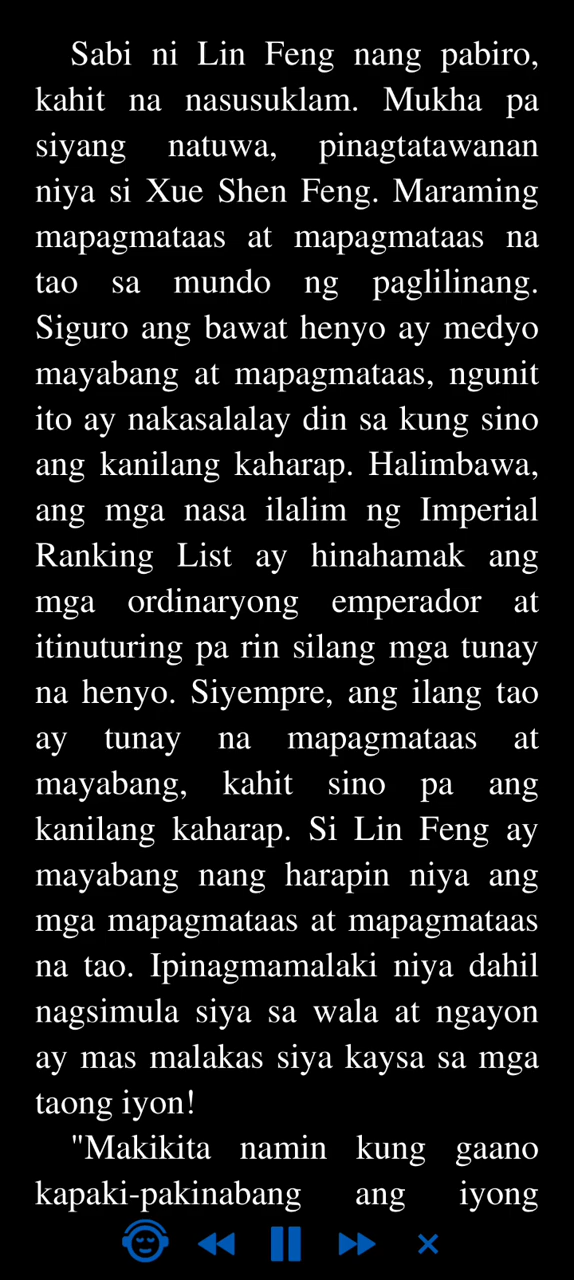 Sabi ni Lin Feng nang pabiro,
kahit na nasusuklam. Mukha pa
siyang natuwa, pinagtatawanan
niya si Xue Shen Feng. Maraming
mapagmataas at mapagmataas na
tao sa mundo ng paglilinang.
Siguro ang bawat henyo ay medyo
mayabang at mapagmataas, ngunit
ito ay nakasalalay din sa kung sino
ang kanilang kaharap. Halimbawa,
ang mga nasa ilalim ng Imperial
Ranking List ay hinahamak ang
mga ordinaryong emperador at
itinuturing pa rin silang mga tunay
na henyo. Siyempre, ang ilang tao
ay tunay na mapagmataas at
mayabang, kahit sino pa ang
kanilang kaharap. Si Lin Feng ay
mayabang nang harapin niya ang
mga mapagmataas at mapagmataas
na tao. Ipinagmamalaki niya dahil
nagsimula siya sa wala at ngayon
ay mas malakas siya kaysa sa mga
taong iyon!
"Makikita namin kung gaano
kapaki-pakinabang ang iyong